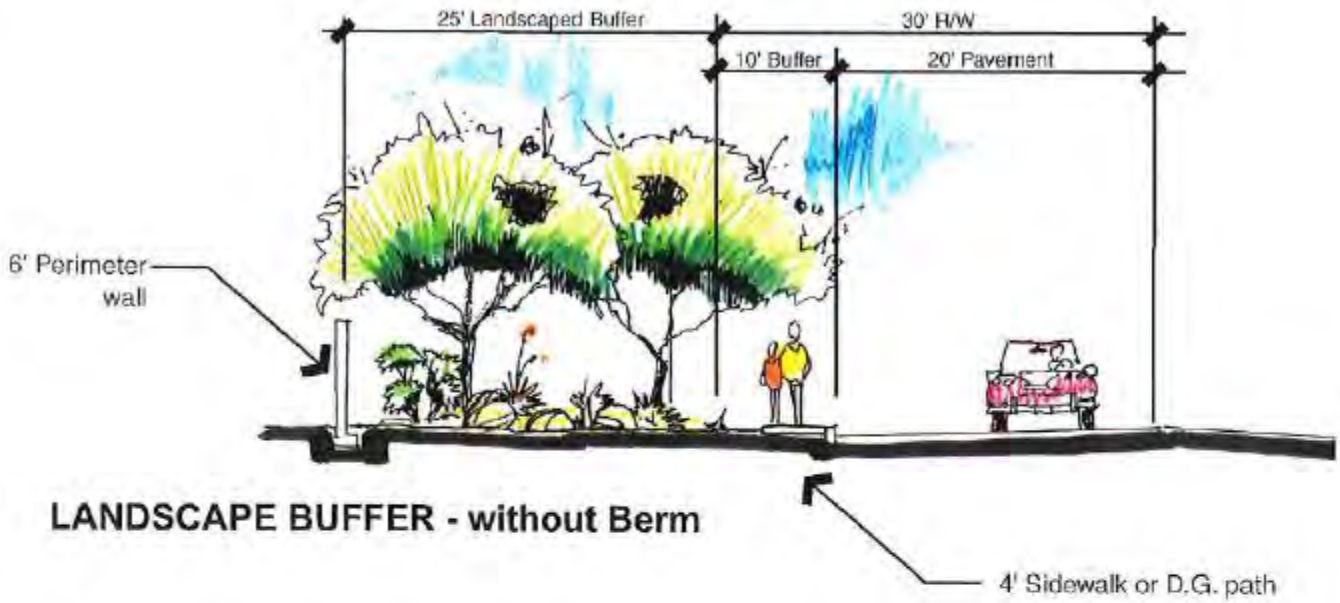 25' Landscaped Buffer
30' R/W
10' Buffer
20' Pavement
6' Perimeter
wall
LANDSCAPE BUFFER - without Berm
4' Sidewalk or D.G. path